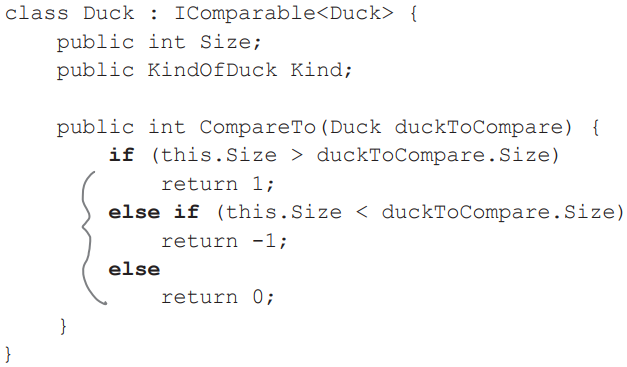 class Duck : IComparable<Duck> {
    public int Size;
    public KindOfDuck Kind;

    public int CompareTo(Duck duckToCompare) {
        if (this.Size > duckToCompare.Size)
            return 1;
        else if (this.Size < duckToCompare.Size)
            return -1;
        else
            return 0;
    }
}